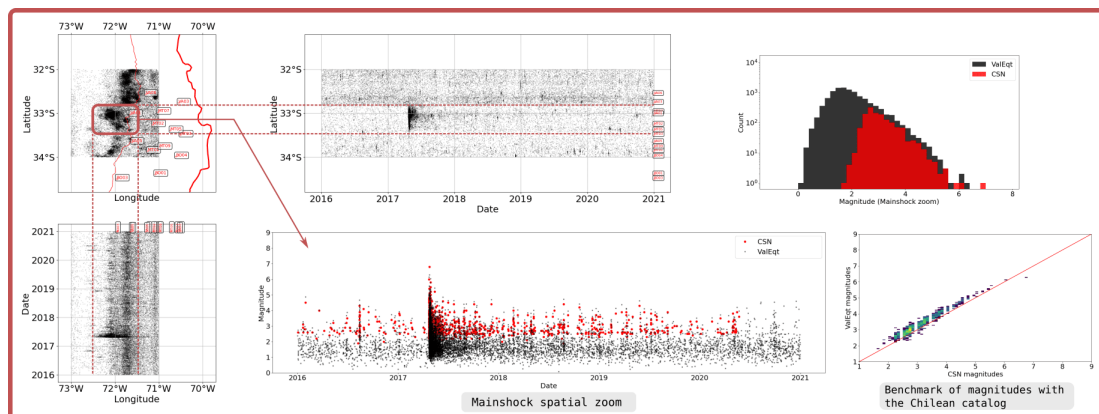 73°W 72°W 71°W 70°W
32°S
33°S
34°S
Latitude
Longitude
32°S
33°S
34°S
Latitude
2016 2017 2018 2019 2020 2021
Date
10⁴
10³
10²
10¹
10⁰
Count
ValEqt
CSN
0 2 4 6 8
Magnitude (Mainshock zoom)
2021
2020
2019
2018
2017
2016
Date
73°W 72°W 71°W 70°W
Longitude
9
8
7
6
5
4
3
2
1
0
Magnitude
CSN
ValEqt
2016 2017 2018 2019 2020 2021
Date
Mainshock spatial zoom
9
8
7
6
5
4
3
2
1
ValEqt magnitudes
1 2 3 4 5 6 7 8 9
CSN magnitudes
Benchmark of magnitudes with
the Chilean catalog